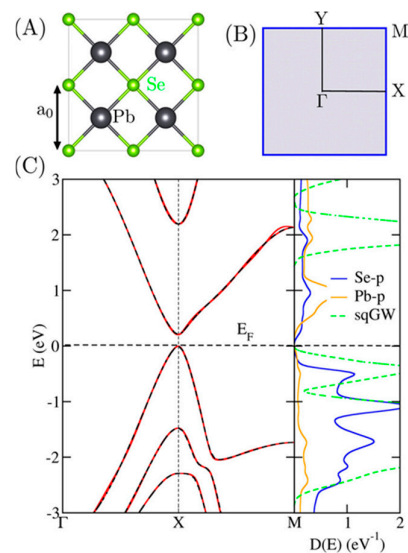 (A)
Se
Pb
a0
(B)
Y
M
Γ
X
(C)
3
2
1
0
-1
-2
-3
E (eV)
EF
Γ
X
M
Se-p
Pb-p
sqGW
1
2
D(E) (eV⁻¹)